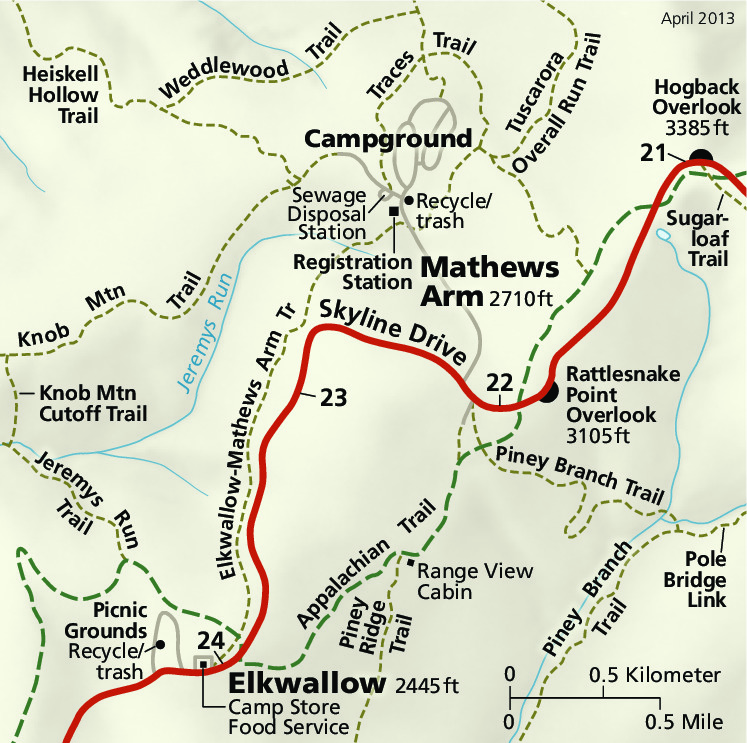 April 2013
Heiskell
Hollow
Trail
Weddlewood Trail
Traces Trail
Tuscarora
Overall Run Trail
Hogback
Overlook
3385 ft
21
Campground
Sewage
Disposal
Station
Recycle/
trash
Registration
Station
Sugar-
loaf
Trail
Mathews
Arm 2710 ft
Knob Mtn Trail
Jeremys Run
Skyline Drive
Elkwallow-Mathews Arm Tr
Knob Mtn
Cutoff Trail
23
22
Rattlesnake
Point
Overlook
3105 ft
Jeremys Run
Trail
Piney Branch Trail
Appalachian Trail
Range View
Cabin
Piney
Ridge
Trail
Piney Branch
Trail
Pole
Bridge
Link
Picnic
Grounds
Recycle/
trash
24
Elkwallow 2445 ft
Camp Store
Food Service
0 0.5 Kilometer
0 0.5 Mile